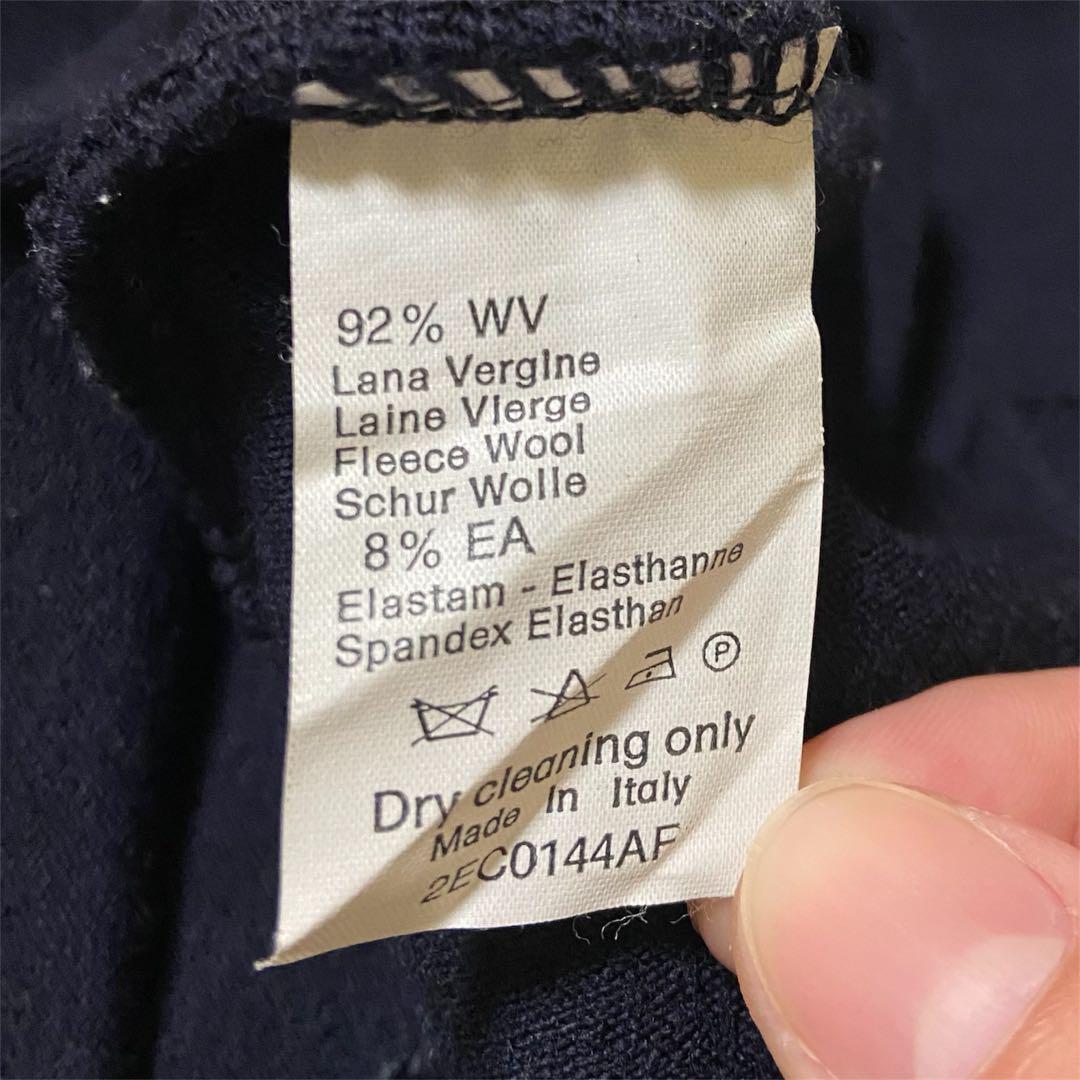 92% WV
Lana Vergine
Laine Vierge
Fleece Wool
Schur Wolle
8% EA
Elastam - Elasthanne
Spandex Elasthan
P
Dry cleaning only
Made In Italy
2EC0144AF